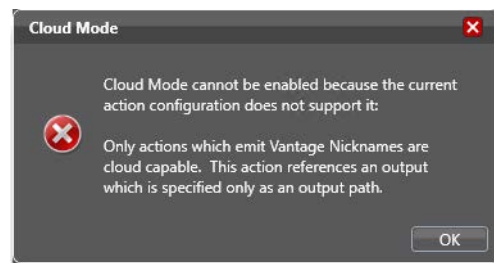 Cloud Mode
Cloud Mode cannot be enabled because the current
action configuration does not support it:
Only actions which emit Vantage Nicknames are
cloud capable.  This action references an output
which is specified only as an output path.
OK